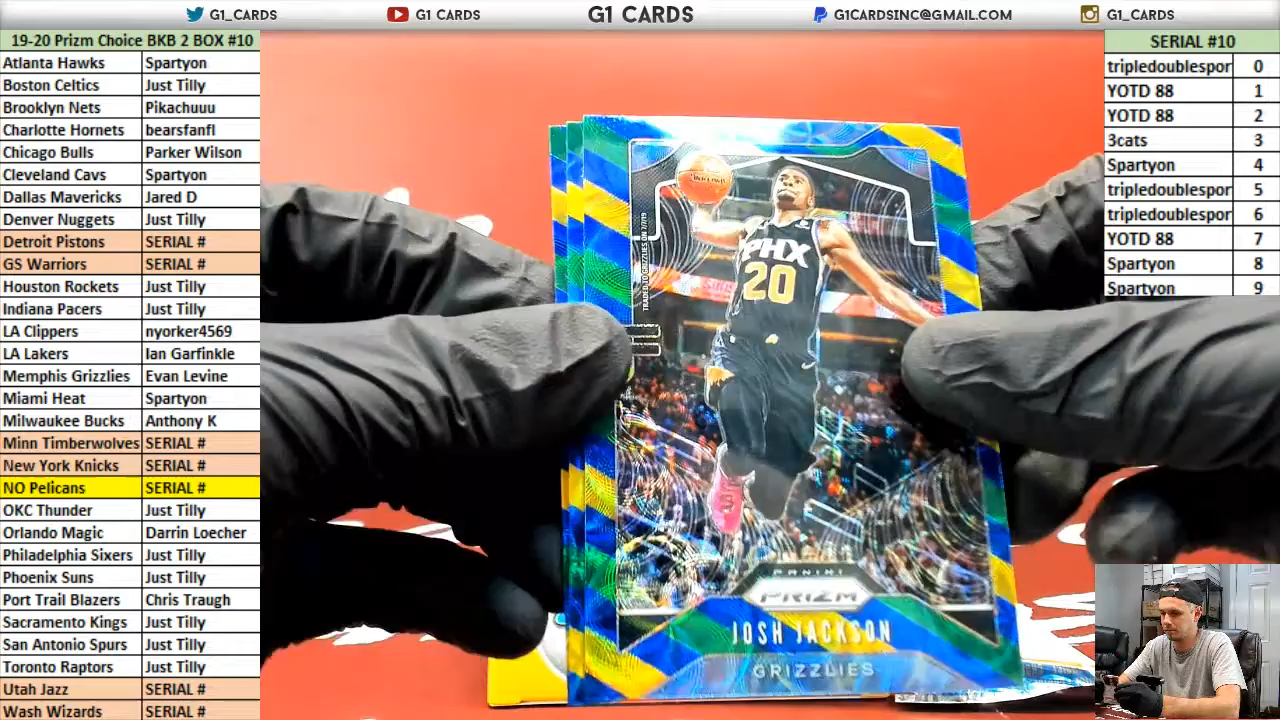 G1_CARDS
G1 CARDS
G1 CARDS
G1CARDSINC@GMAIL.COM
G1_CARDS
19-20 Prizm Choice BKB 2 BOX #10
Atlanta Hawks Spartyon
Boston Celtics Just Tilly
Brooklyn Nets Pikachuuu
Charlotte Hornets bearsfanfl
Chicago Bulls Parker Wilson
Cleveland Cavs Spartyon
Dallas Mavericks Jared D
Denver Nuggets Just Tilly
Detroit Pistons SERIAL #
GS Warriors SERIAL #
Houston Rockets Just Tilly
Indiana Pacers Just Tilly
LA Clippers nyorker4569
LA Lakers Ian Garfinkle
Memphis Grizzlies Evan Levine
Miami Heat Spartyon
Milwaukee Bucks Anthony K
Minn Timberwolves SERIAL #
New York Knicks SERIAL #
NO Pelicans SERIAL #
OKC Thunder Just Tilly
Orlando Magic Darrin Loecher
Philadelphia Sixers Just Tilly
Phoenix Suns Just Tilly
Port Trail Blazers Chris Traugh
Sacramento Kings Just Tilly
San Antonio Spurs Just Tilly
Toronto Raptors Just Tilly
Utah Jazz SERIAL #
Wash Wizards SERIAL #
TRADED TO GRIZZLIES ON 7/7/19
PHX
20
PANINI
PRIZM
JOSH JACKSON
GRIZZLIES
SERIAL #10
tripledoublespor 0
YOTD 88 1
YOTD 88 2
3cats 3
Spartyon 4
tripledoublespor 5
tripledoublespor 6
YOTD 88 7
Spartyon 8
Spartyon 9